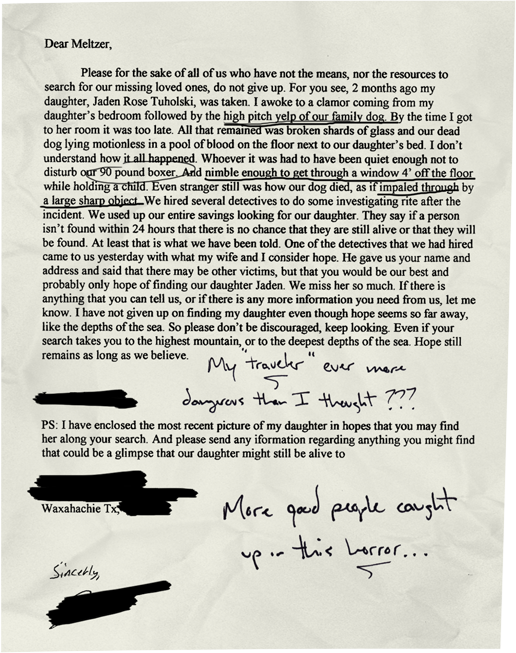 Dear Meltzer,
Please for the sake of all of us who have not the means, nor the resources to
search for our missing loved ones, do not give up. For you see, 2 months ago my
daughter, Jaden Rose Tuholski, was taken. I awoke to a clamor coming from my
daughter's bedroom followed by the high pitch yelp of our family dog. By the time I got
to her room it was too late. All that remained was broken shards of glass and our dead
dog lying motionless in a pool of blood on the floor next to our daughter's bed. I don't
understand how it all happened. Whoever it was had to have been quiet enough not to
disturb our 90 pound boxer. And nimble enough to get through a window 4' off the floor
while holding a child. Even stranger still was how our dog died, as if impaled through by
a large sharp object. We hired several detectives to do some investigating rite after the
incident. We used up our entire savings looking for our daughter. They say if a person
isn't found within 24 hours that there is no chance that they are still alive or that they will
be found. At least that is what we have been told. One of the detectives that we had hired
came to us yesterday with what my wife and I consider hope. He gave us your name and
address and said that there may be other victims, but that you would be our best and
probably only hope of finding our daughter Jaden. We miss her so much. If there is
anything that you can tell us, or if there is any more information you need from us, let me
know. I have not given up on finding my daughter even though hope seems so far away,
like the depths of the sea. So please don't be discouraged, keep looking. Even if your
search takes you to the highest mountain, or to the deepest depths of the sea. Hope still
remains as long as we believe.
My "traveler" ever more
dangerous than I thought ???
PS: I have enclosed the most recent picture of my daughter in hopes that you may find
her along your search. And please send any iformation regarding anything you might find
that could be a glimpse that our daughter might still be alive to
Waxahachie Tx,
More good people caught
up in this horror...
Sincerly,